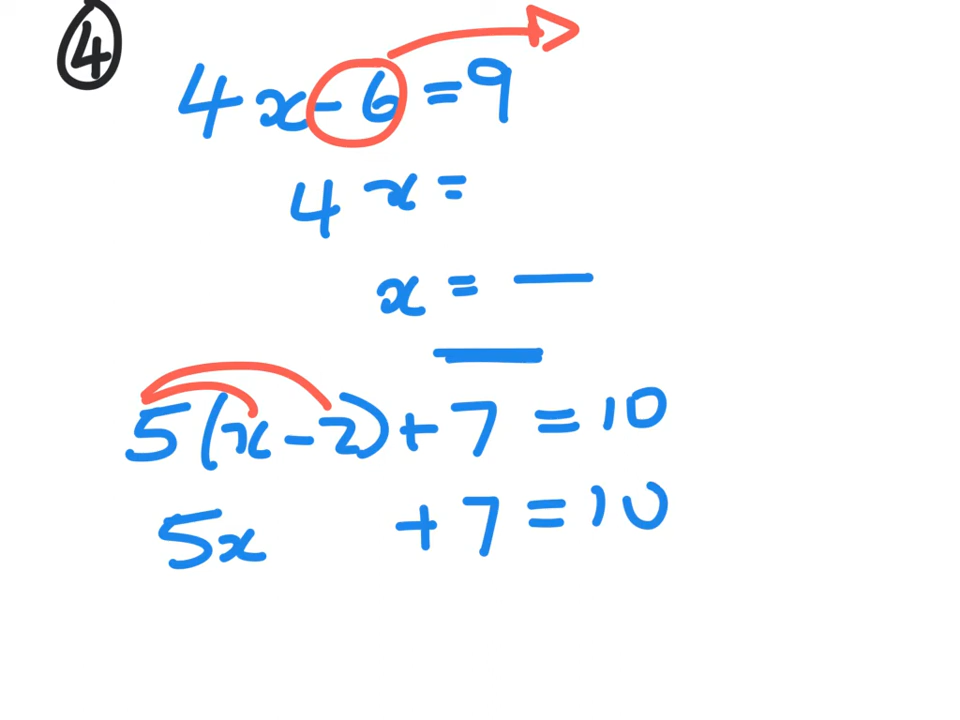 4
4x - 6 = 9
4x =
x = —
5(x - 2) + 7 = 10
5x + 7 = 10